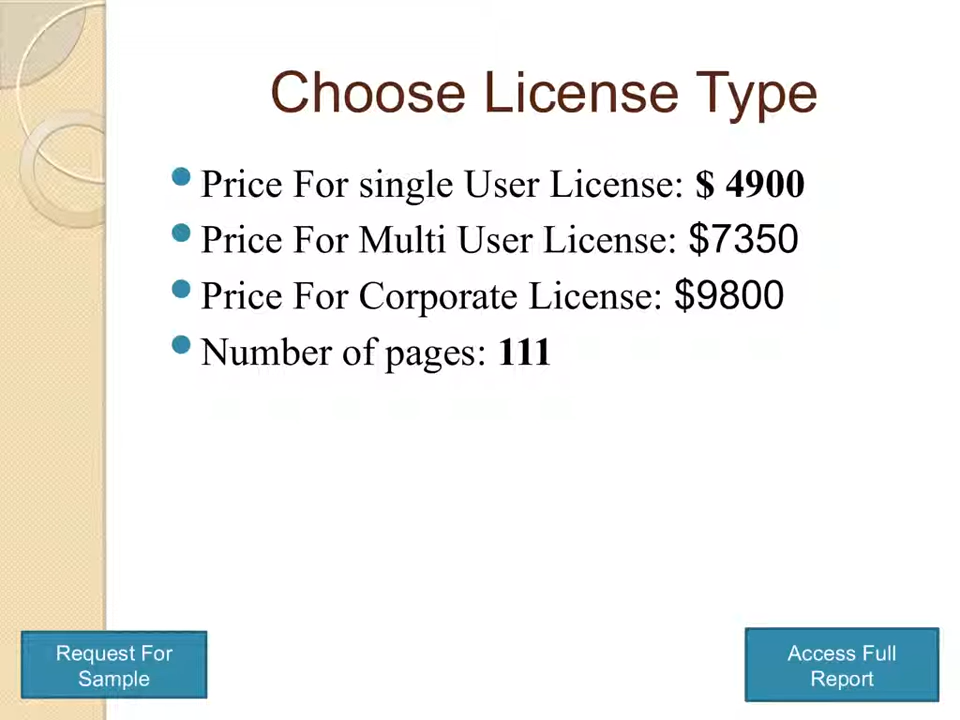 Choose License Type
Price For single User License: $ 4900
Price For Multi User License: $7350
Price For Corporate License: $9800
Number of pages: 111
Request For
Sample
Access Full
Report